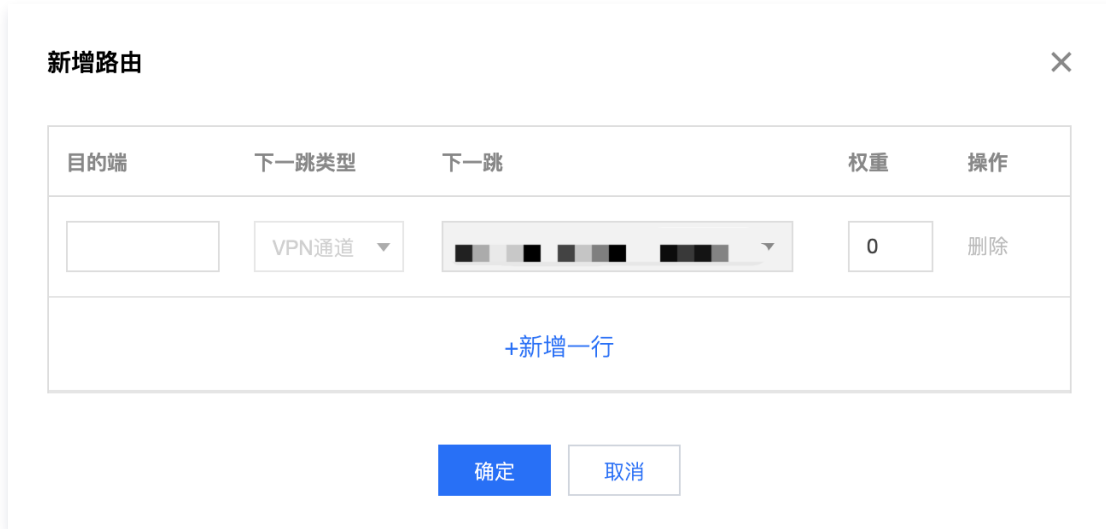 新增路由
目的端 下一跳类型 下一跳 权重 操作
VPN通道 0 删除
+新增一行
确定 取消